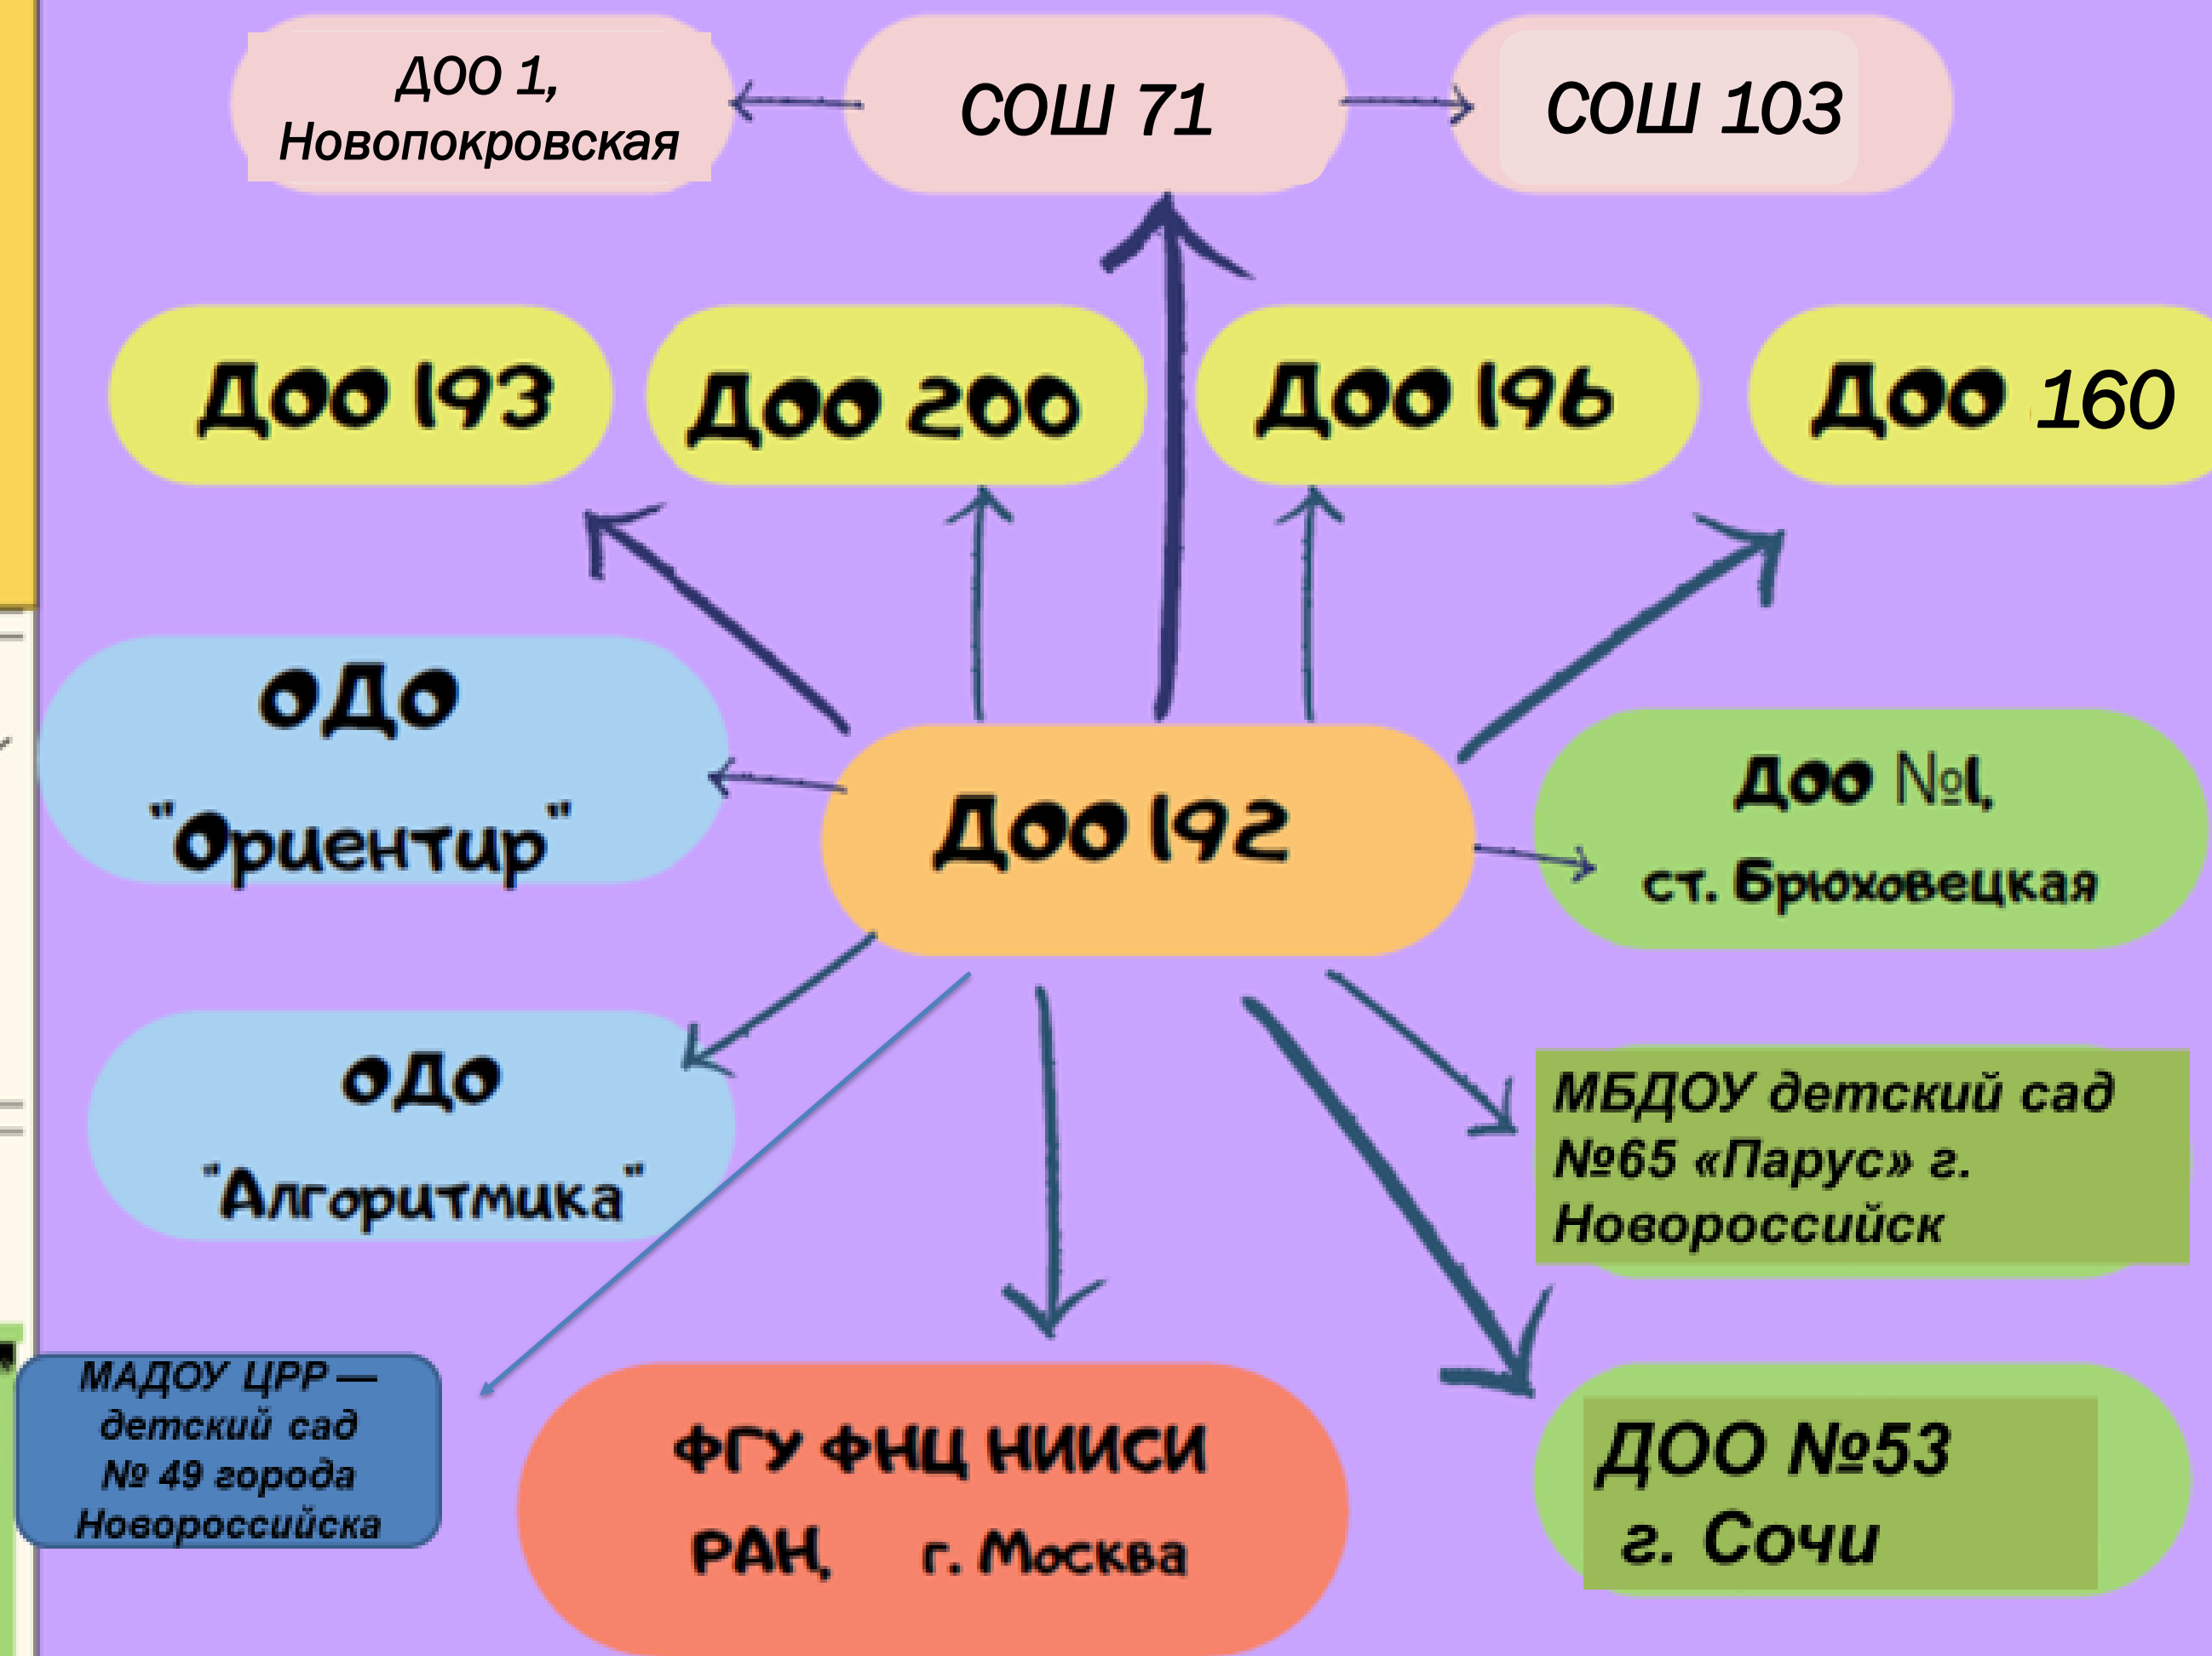 ДОО 1,
Новопокровская
СОШ 71
СОШ 103
ДОО 193
ДОО 200
ДОО 196
ДОО 160
ОДО
"Ориентир"
ДОО 192
ДОО №1,
ст. Брюховецкая
ОДО
"Алгоритмика"
МБДОУ детский сад
№65 «Парус» г.
Новороссийск
МАДОУ ЦРР —
детский сад
№ 49 города
Новороссийска
ФГУ ФНЦ НИИСИ
РАН, г. Москва
ДОО №53
г. Сочи